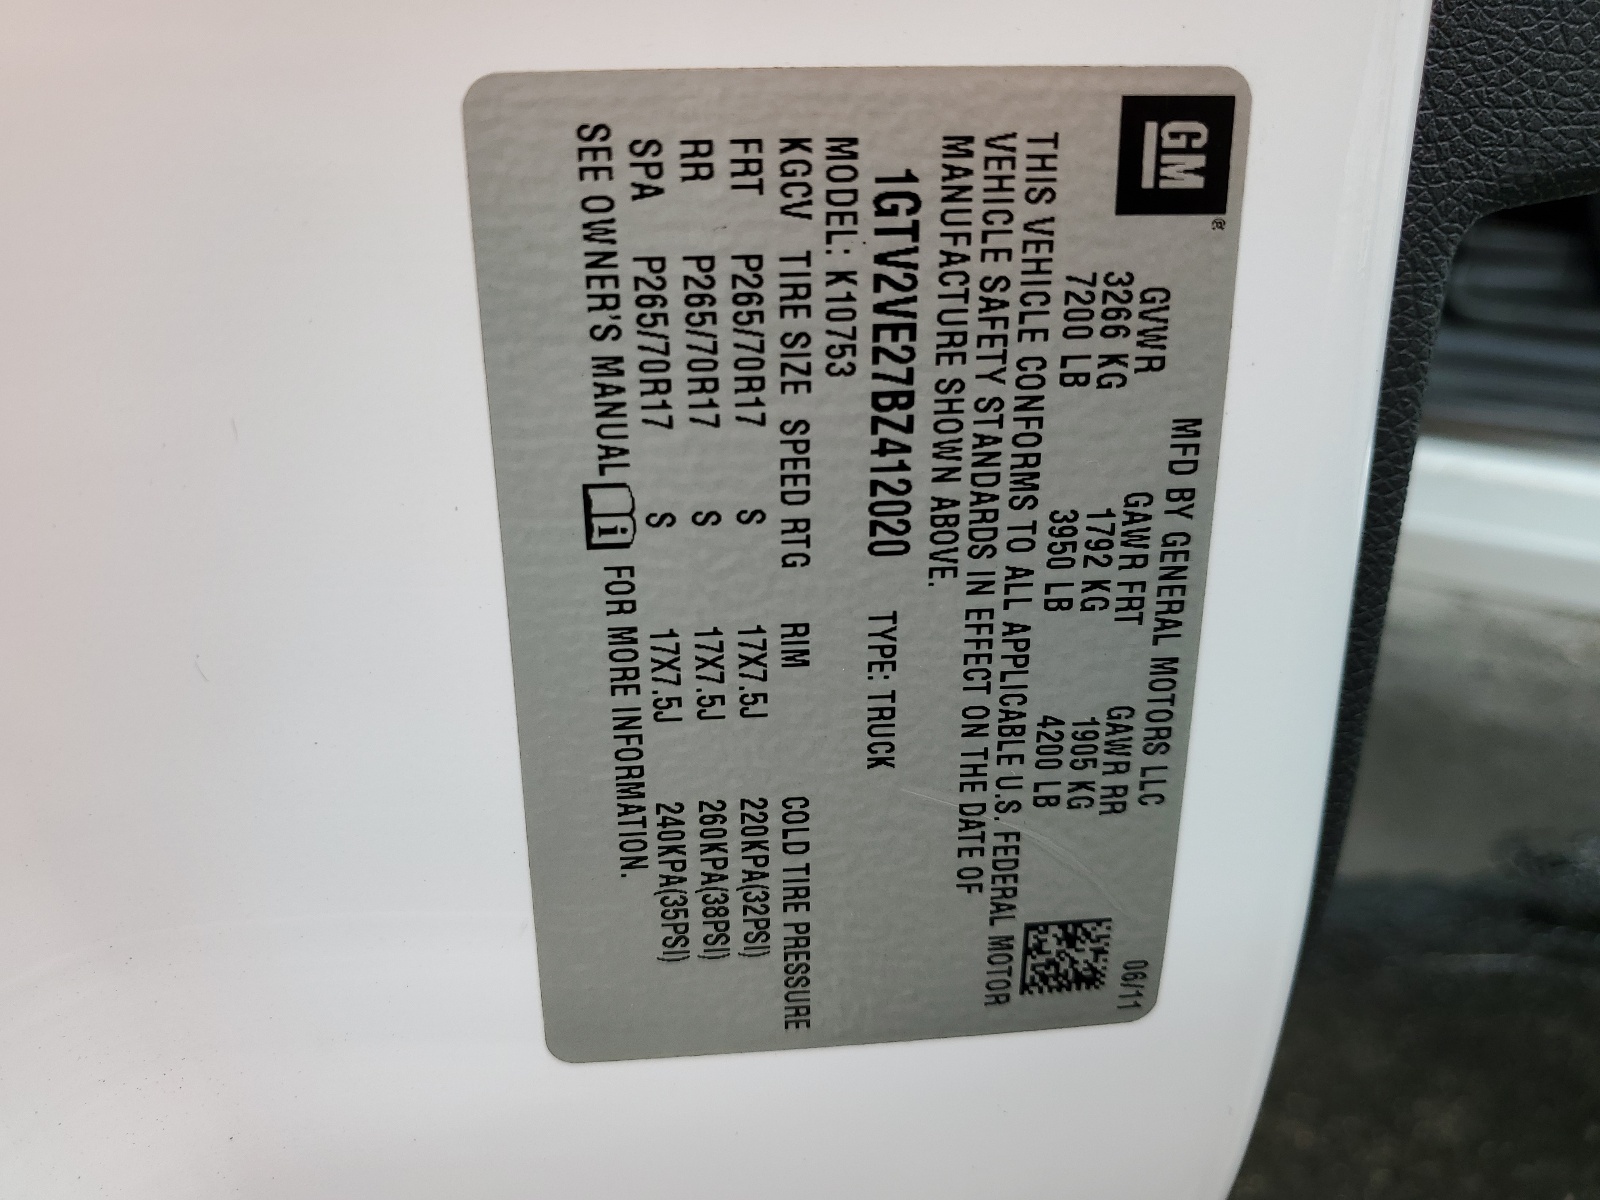 GM®
MFD BY GENERAL MOTORS LLC 06/11
GVWR GAWR FRT GAWR RR
3266 KG 1792 KG 1905 KG
7200 LB 3950 LB 4200 LB
THIS VEHICLE CONFORMS TO ALL APPLICABLE U.S. FEDERAL MOTOR
VEHICLE SAFETY STANDARDS IN EFFECT ON THE DATE OF
MANUFACTURE SHOWN ABOVE.
1GTV2VE27BZ412020 TYPE: TRUCK
MODEL: K10753
KGCV TIRE SIZE SPEED RTG RIM COLD TIRE PRESSURE
FRT P265/70R17 S 17X7.5J 220KPA(32PSI)
RR P265/70R17 S 17X7.5J 260KPA(38PSI)
SPA P265/70R17 S 17X7.5J 240KPA(35PSI)
SEE OWNER'S MANUAL i FOR MORE INFORMATION.